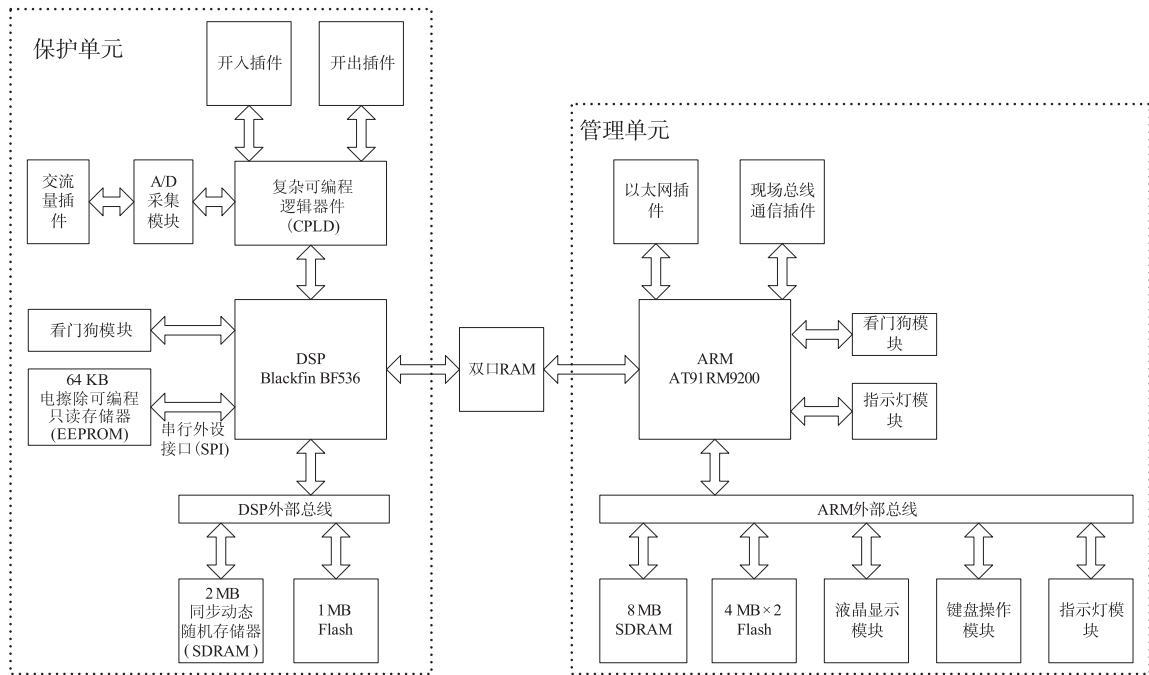 保护单元
开入插件
开出插件
交流
量插
件
A/D
采集
模块
复杂可编程
逻辑器件
(CPLD)
看门狗模块
64 KB
电擦除可编程
只读存储器
(EEPROM)
串行外设
接口(SPI)
DSP
Blackfin BF536
双口RAM
DSP外部总线
2 MB
同步动态
随机存储器
(SDRAM)
1 MB
Flash
管理单元
以太网插
件
现场总线
通信插件
ARM
AT91RM9200
看门狗模
块
指示灯模
块
ARM外部总线
8 MB
SDRAM
4 MB×2
Flash
液晶显示
模块
键盘操作
模块
指示灯模
块